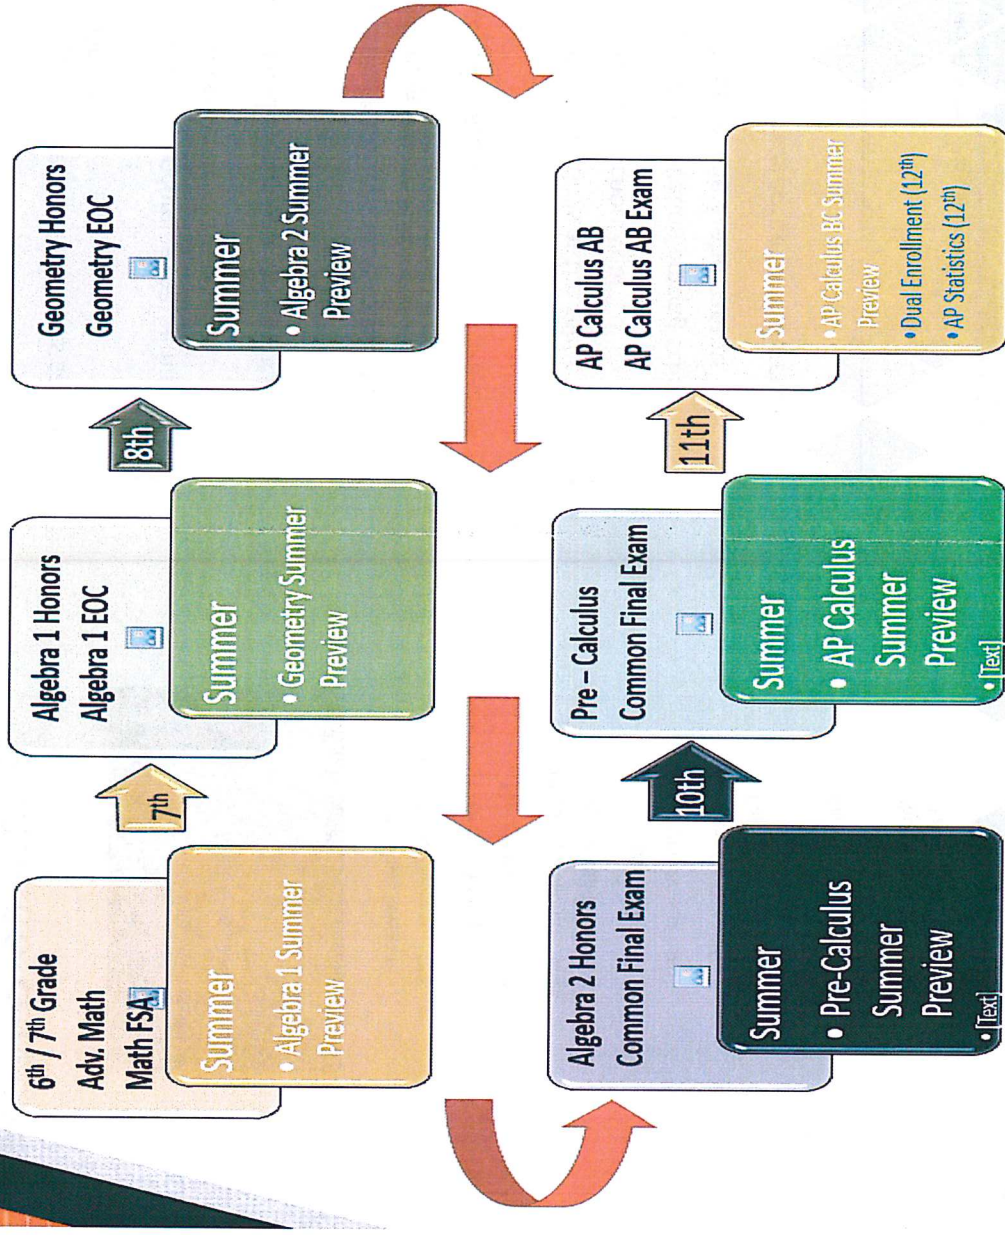 6th / 7th Grade
Adv. Math
Math FSA
Summer
• Algebra 1 Summer
Preview
7th
Algebra 1 Honors
Algebra 1 EOC
Summer
• Geometry Summer
Preview
8th
Geometry Honors
Geometry EOC
Summer
• Algebra 2 Summer
Preview
Algebra 2 Honors
Common Final Exam
Summer
• Pre-Calculus
Summer
Preview
• [Text]
10th
Pre – Calculus
Common Final Exam
Summer
• AP Calculus
Summer
Preview
• [Text]
11th
AP Calculus AB
AP Calculus AB Exam
Summer
• AP Calculus BC Summer
Preview
• Dual Enrollment (12th)
• AP Statistics (12th)